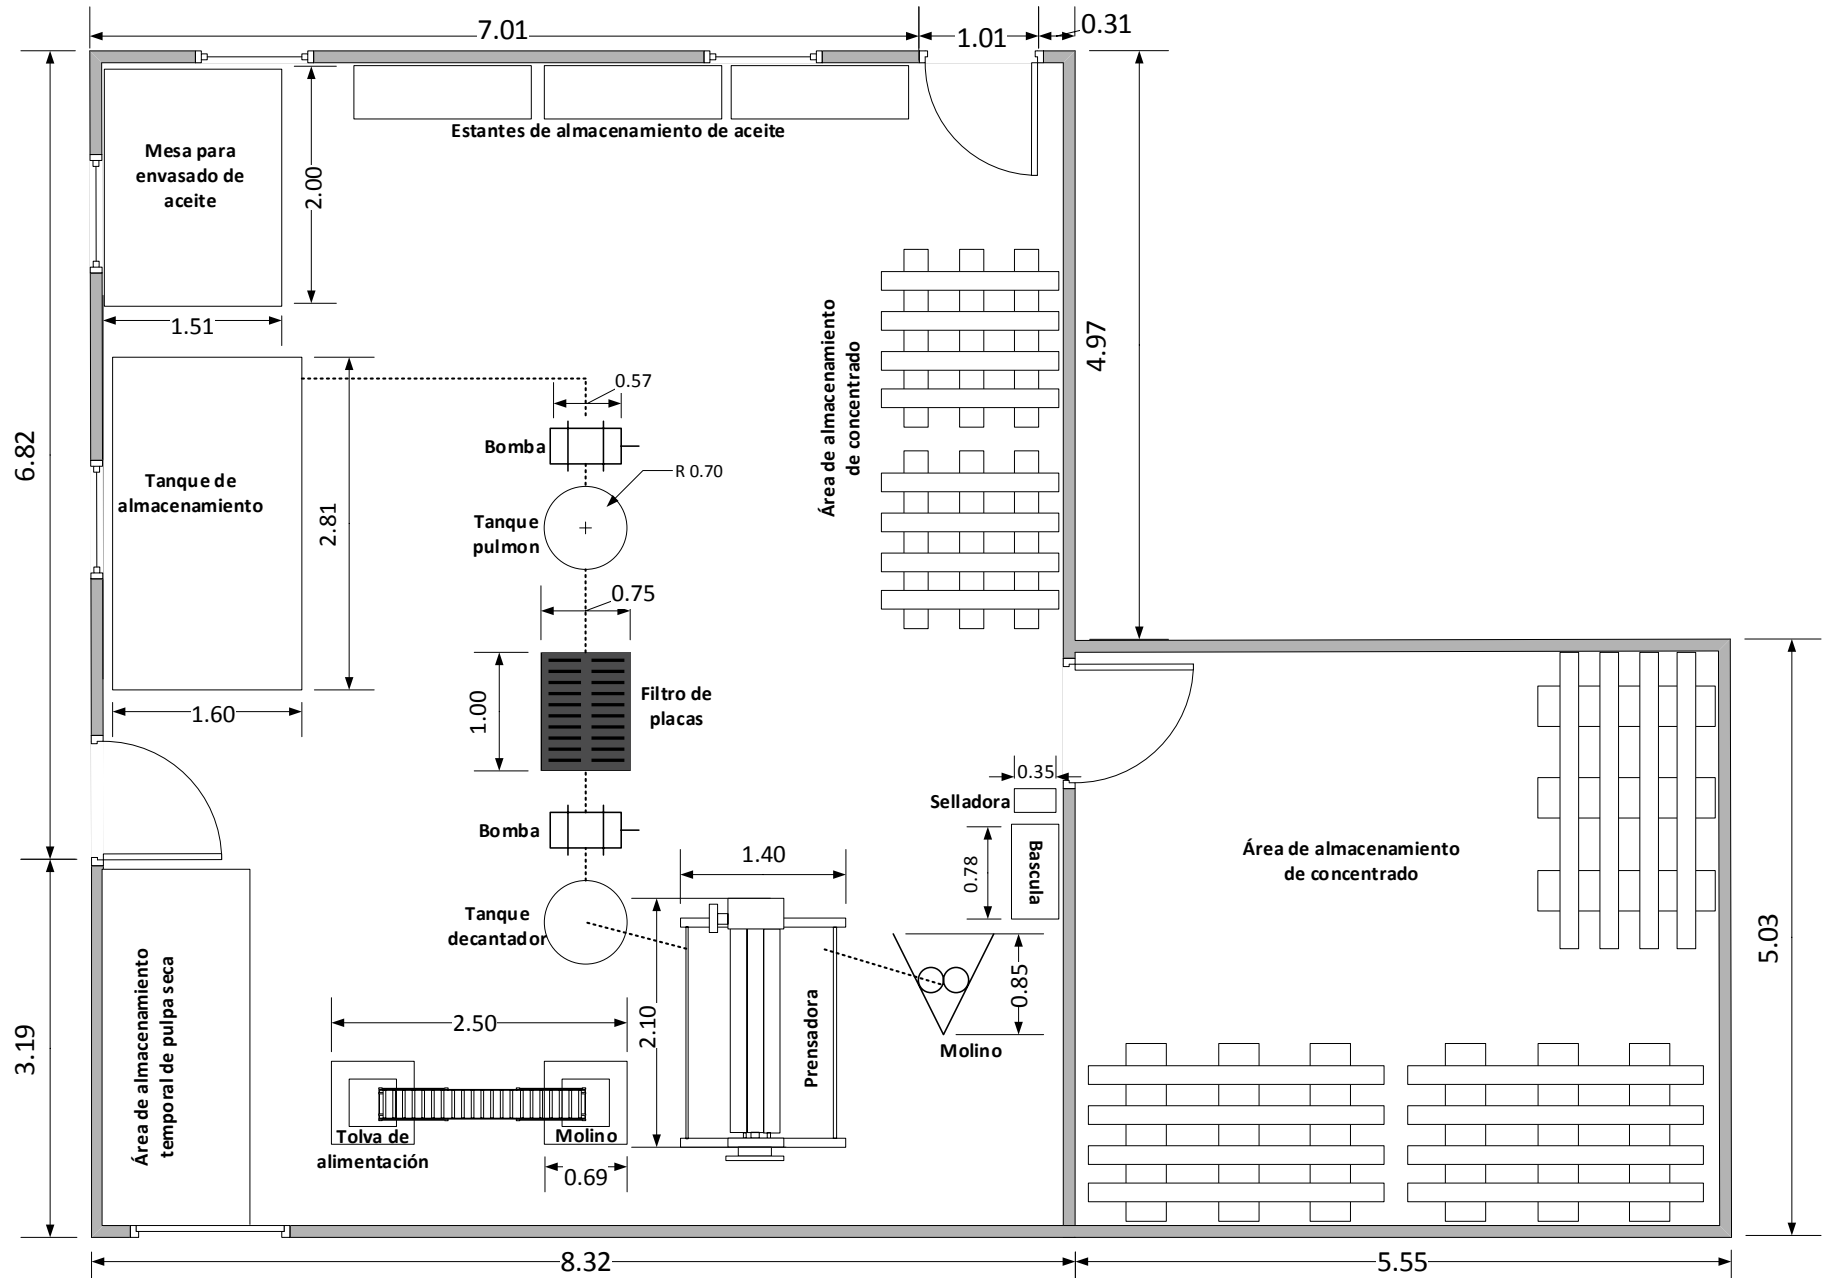 7.01
1.01
0.31
Estantes de almacenamiento de aceite
Mesa para
envasado de
aceite
2.00
1.51
4.97
6.82
Área de almacenamiento
de concentrado
0.57
Bomba
R 0.70
Tanque de
almacenamiento
2.81
Tanque
pulmon
0.75
1.60
1.00
Filtro de
placas
0.35
Selladora
Bomba
1.40
0.78
Bascula
Área de almacenamiento
de concentrado
5.03
Tanque
decantador
Área de almacenamiento
temporal de pulpa seca
3.19
2.50
2.10
Prensadora
0.85
Molino
Tolva de
alimentación
Molino
0.69
8.32
5.55